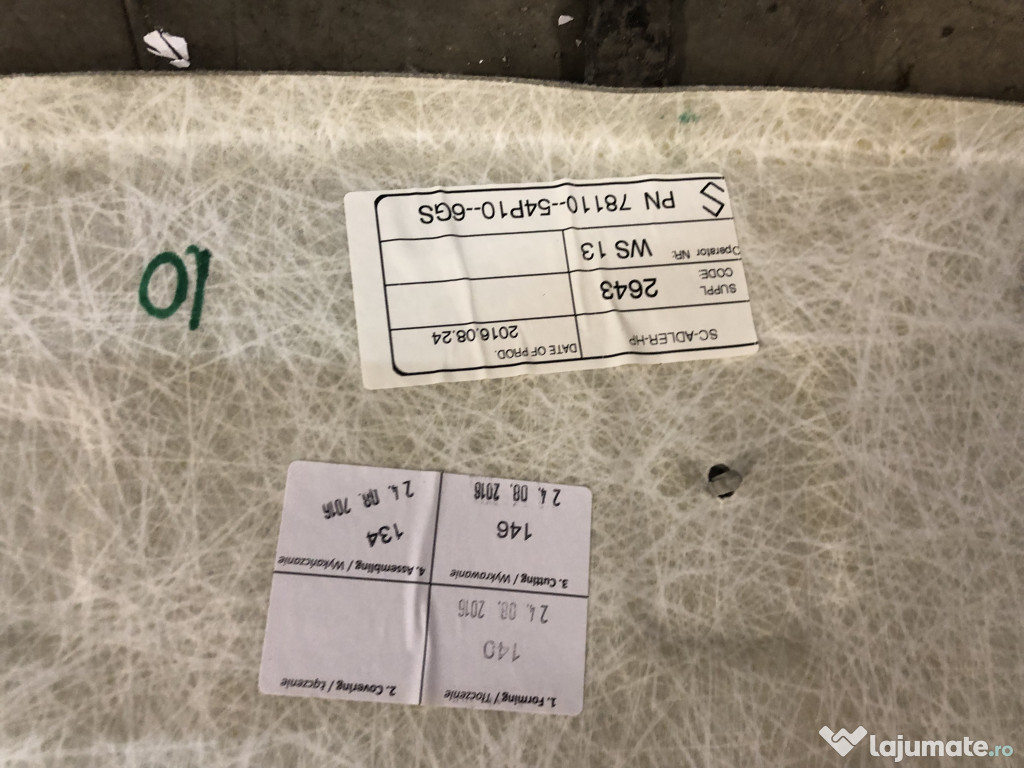 1. Forming / Tłoczenie
140
24. 08. 2016
2. Covering / Łączenie
3. Cutting / Wykrawanie
146
24. 08. 2016
4. Assembling / Wykańczanie
134
24. 08. 2016
SC-ADLER-HP
DATE OF PROD.
2016.08.24
SUPPL
CODE:
2643
Operator NR: WS 13
S PN 78110--54P10--6GS
10
lajumate.ro